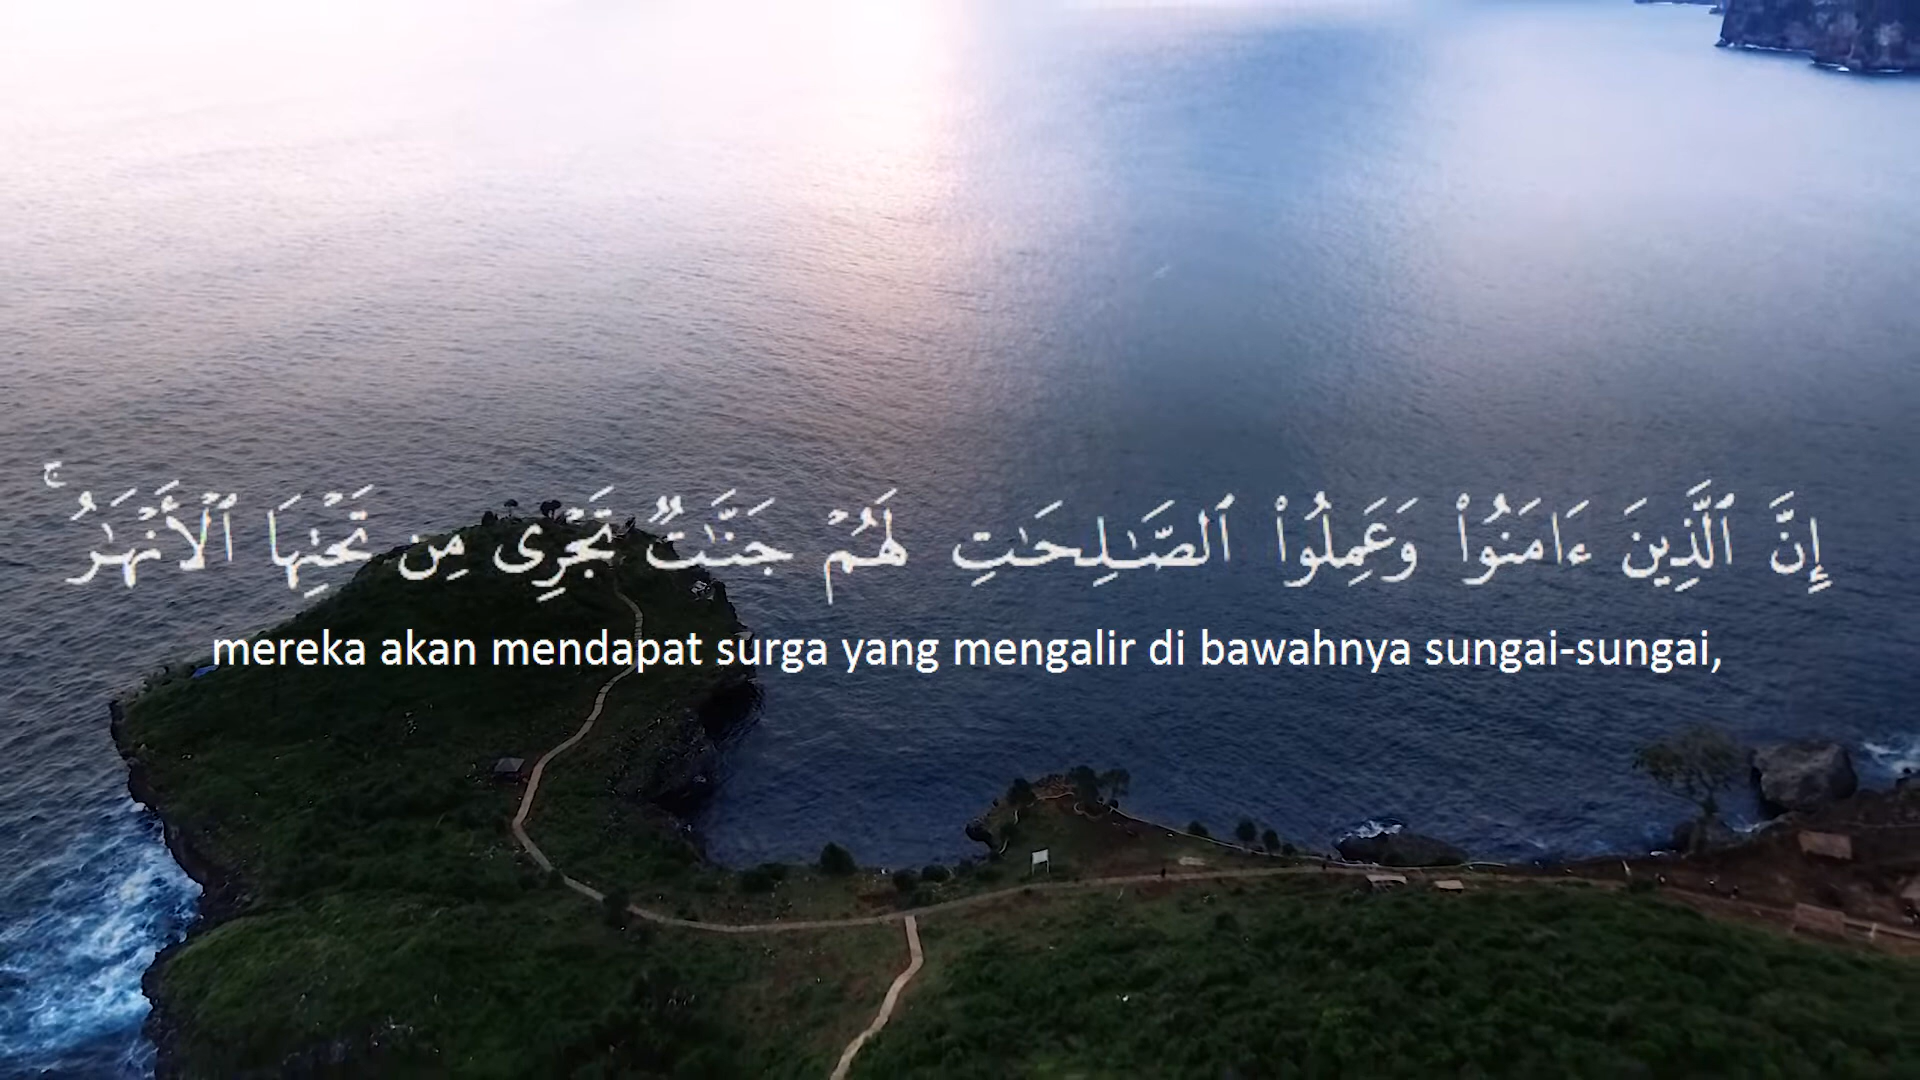 إِنَّ ٱلَّذِينَ ءَامَنُوا۟ وَعَمِلُوا۟ ٱلصَّـٰلِحَـٰتِ لَهُمْ جَنَّـٰتٌ تَجْرِى مِن تَحْتِهَا ٱلْأَنْهَـٰرُ ۚ
mereka akan mendapat surga yang mengalir di bawahnya sungai-sungai,